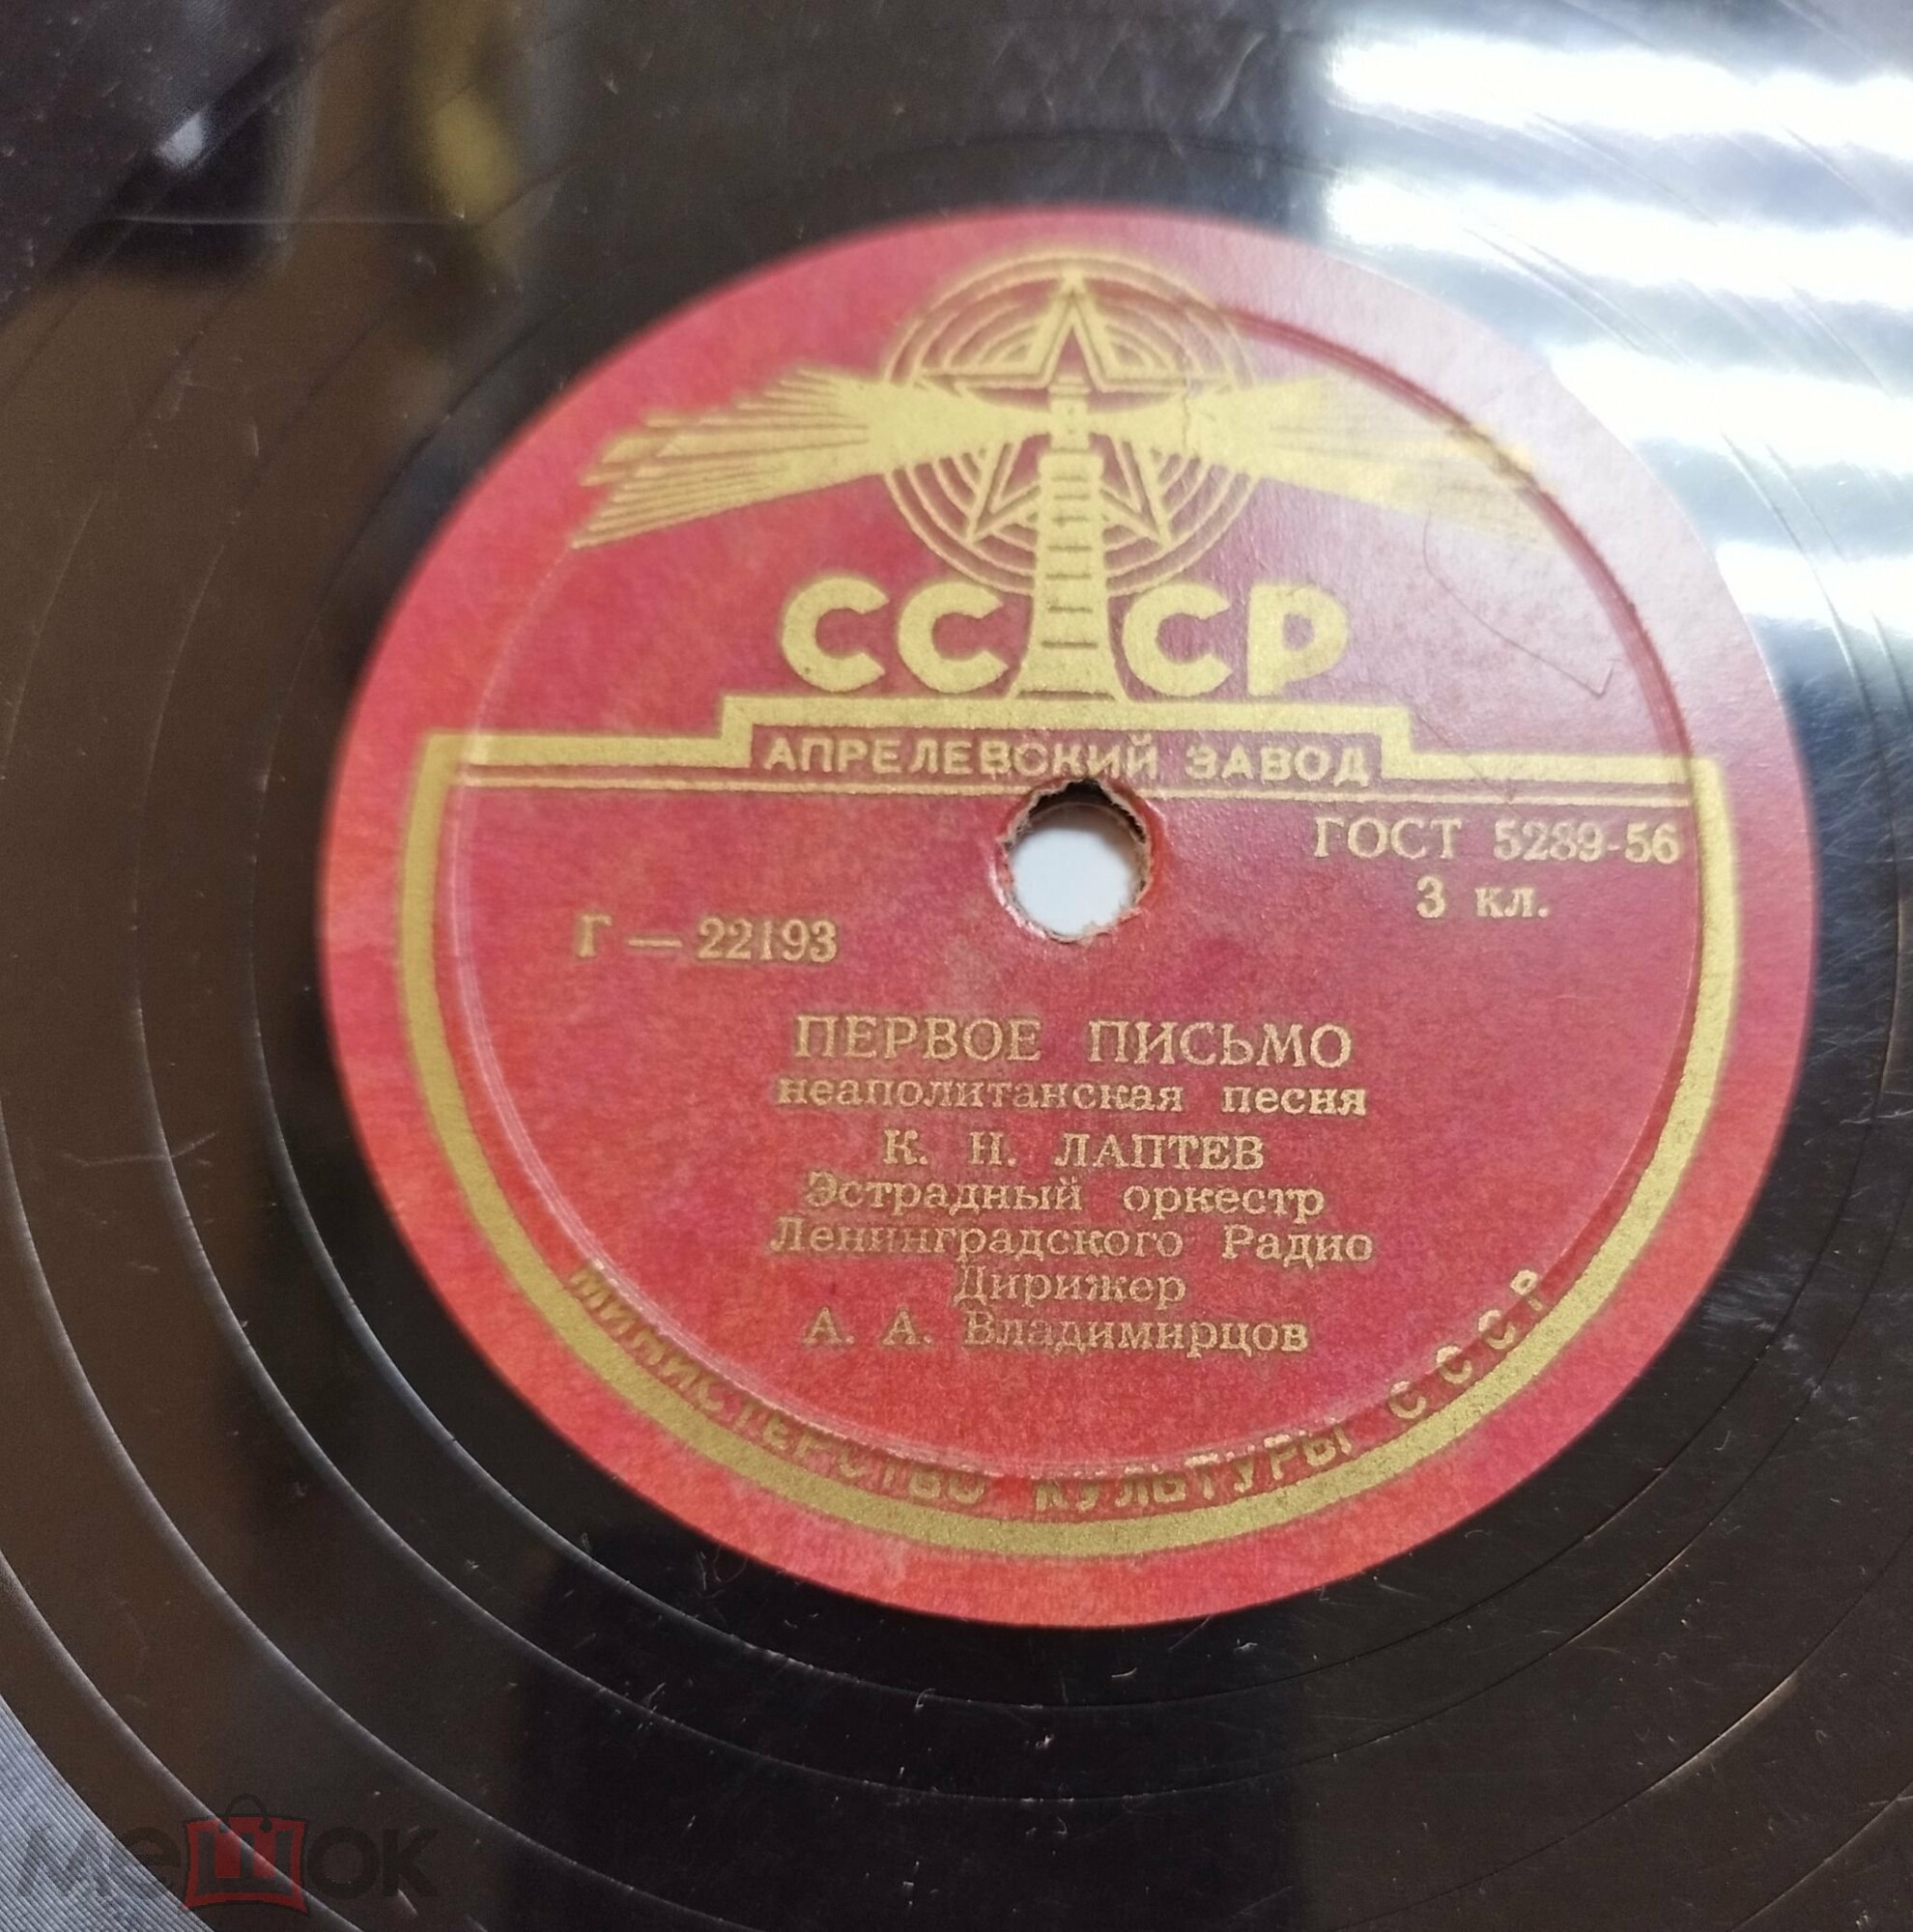 СССР
АПРЕЛЕВСКИЙ ЗАВОД
ГОСТ 5289-56
3 кл.
Г — 22193
ПЕРВОЕ ПИСЬМО
неаполитанская песня
К. Н. ЛАПТЕВ
Эстрадный оркестр
Ленинградского Радио
Дирижер
А. А. Владимирцов
МИНИСТЕРСТВО КУЛЬТУРЫ СССР
мешок